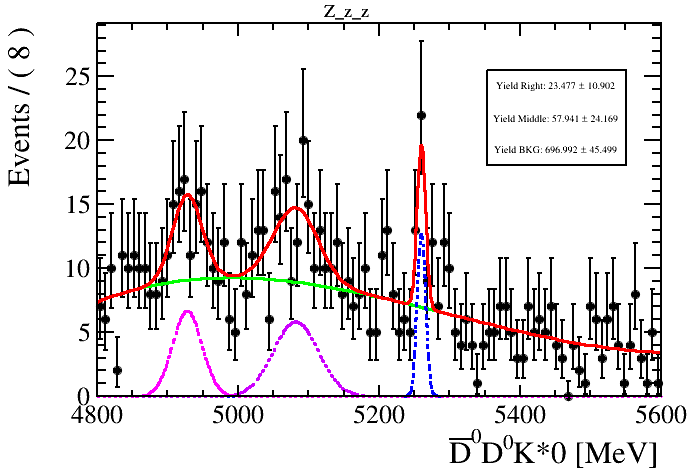 Z_z_z
Events / ( 8 )
25
20
15
10
5
0
Yield Right: 23.477 ± 10.902
Yield Middle: 57.941 ± 24.169
Yield BKG: 696.992 ± 45.499
4800 5000 5200 5400 5600
D̅⁰D⁰K*0 [MeV]